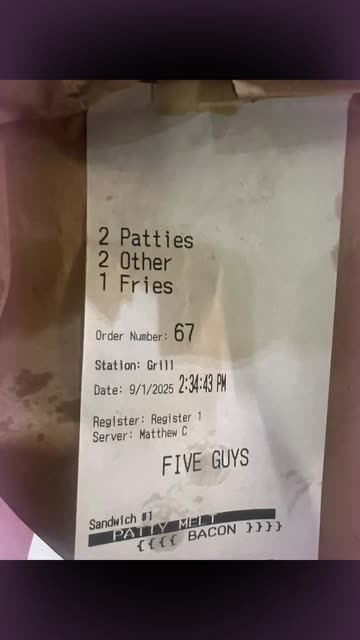 2 Patties
2 Other
1 Fries
Order Number: 67
Station: Grill
Date: 9/1/2025 2:34:43 PM
Register: Register 1
Server: Matthew C
FIVE GUYS
Sandwich #1
PATTY MELT
{{{{ BACON }}}}